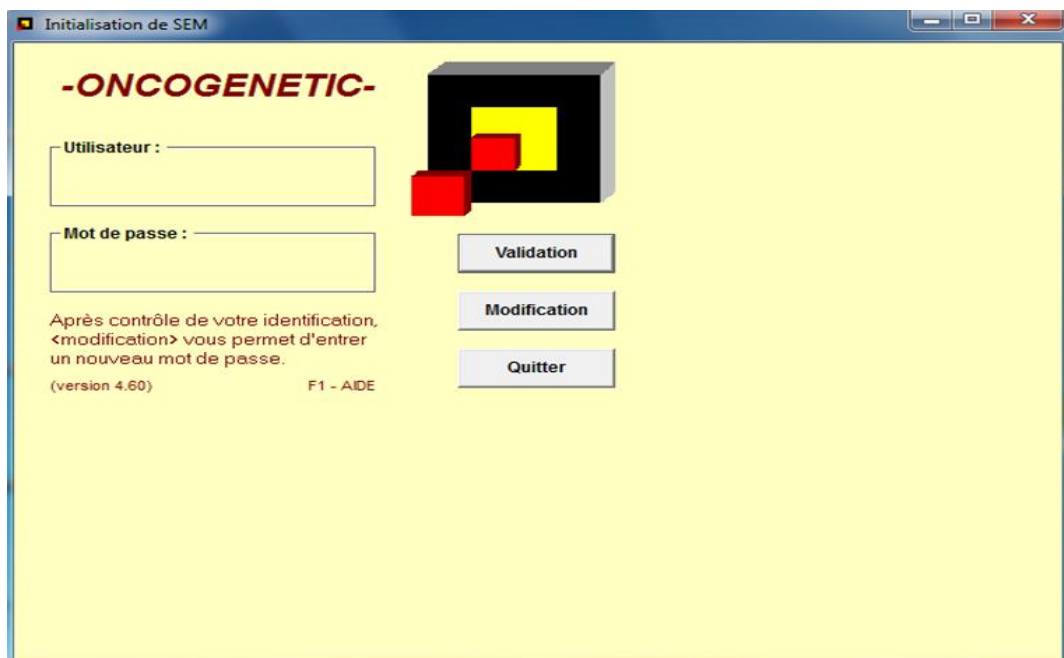 Initialisation de SEM
-ONCOGENETIC-
Utilisateur :
Mot de passe :
Validation
Modification
Quitter
Après contrôle de votre identification,
<modification> vous permet d'entrer
un nouveau mot de passe.
(version 4.60) F1 - AIDE